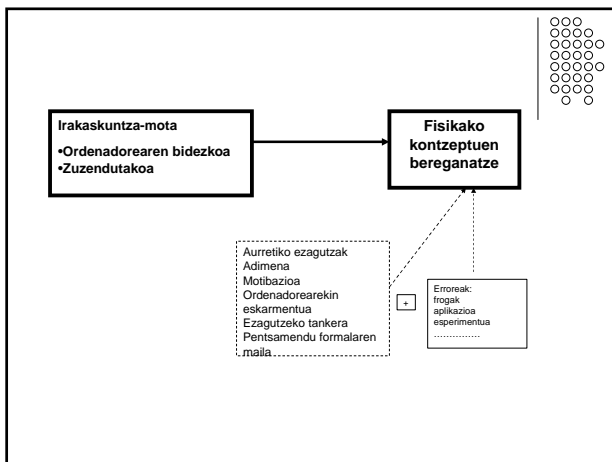 Irakaskuntza-mota
•Ordenadorearen bidezkoa
•Zuzendutakoa
Fisikako
kontzeptuen
bereganatze
Aurretiko ezagutzak
Adimena
Motibazioa
Ordenadorearekin
eskarmentua
Ezagutzeko tankera
Pentsamendu formalaren
maila
+
Erroreak:
frogak
aplikazioa
esperimentua
……………